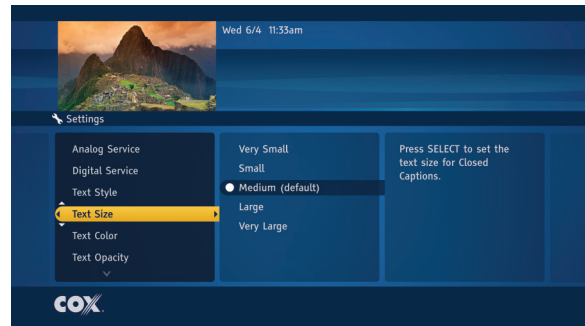 Wed 6/4 11:33am
Settings
Analog Service
Digital Service
Text Style
Text Size
Text Color
Text Opacity
Very Small
Small
Medium (default)
Large
Very Large
Press SELECT to set the
text size for Closed
Captions.
COX.